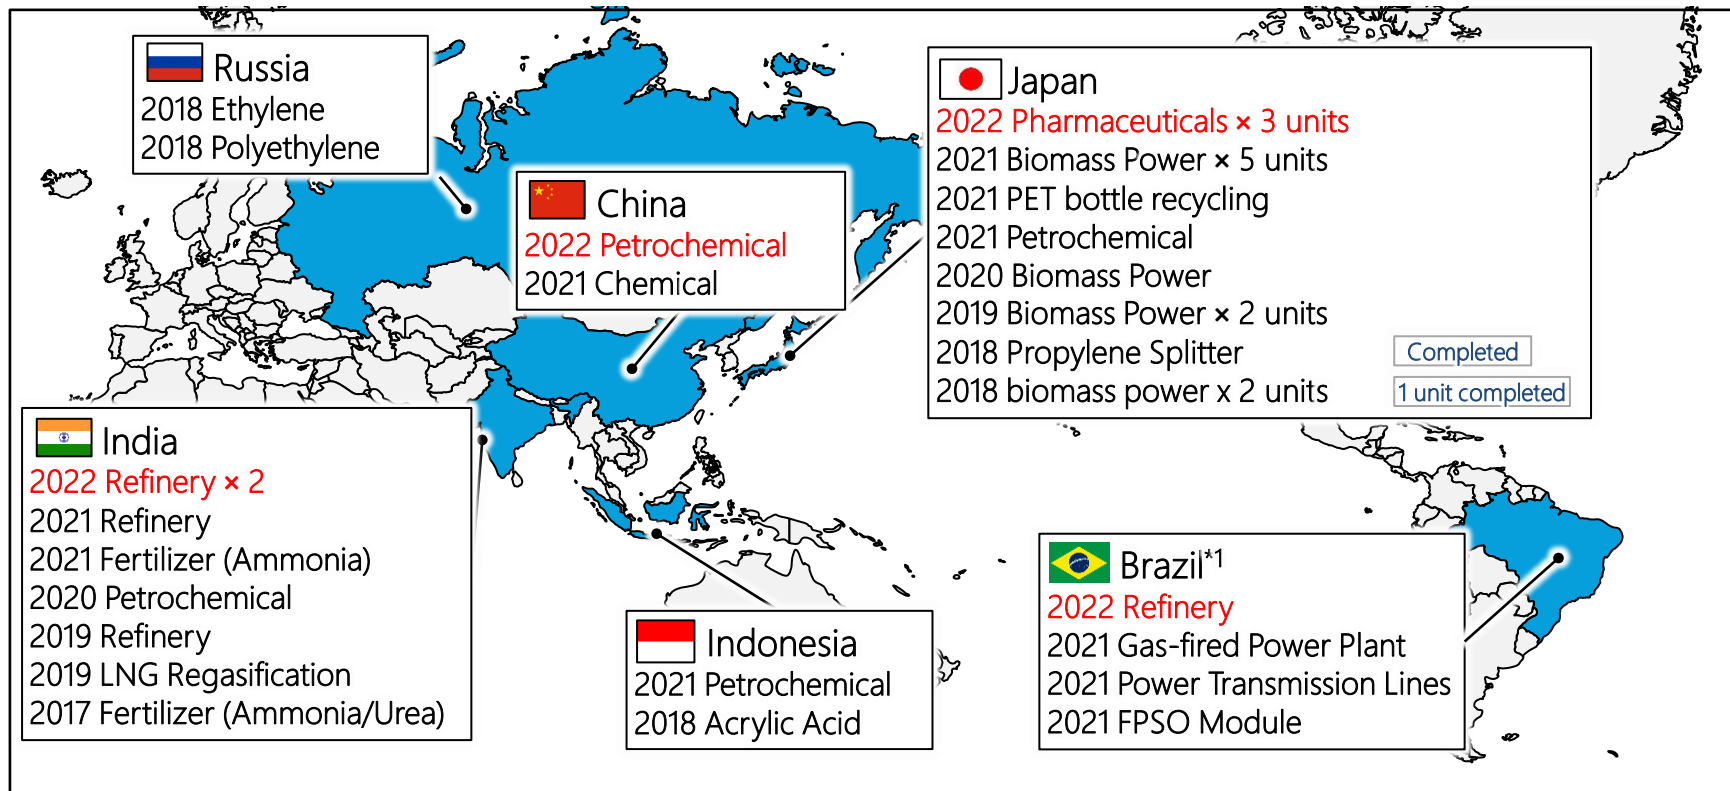 Russia
2018 Ethylene
2018 Polyethylene
China
2022 Petrochemical
2021 Chemical
Japan
2022 Pharmaceuticals × 3 units
2021 Biomass Power × 5 units
2021 PET bottle recycling
2021 Petrochemical
2020 Biomass Power
2019 Biomass Power × 2 units
2018 Propylene Splitter Completed
2018 biomass power x 2 units 1 unit completed
India
2022 Refinery × 2
2021 Refinery
2021 Fertilizer (Ammonia)
2020 Petrochemical
2019 Refinery
2019 LNG Regasification
2017 Fertilizer (Ammonia/Urea)
Indonesia
2021 Petrochemical
2018 Acrylic Acid
Brazil*1
2022 Refinery
2021 Gas-fired Power Plant
2021 Power Transmission Lines
2021 FPSO Module